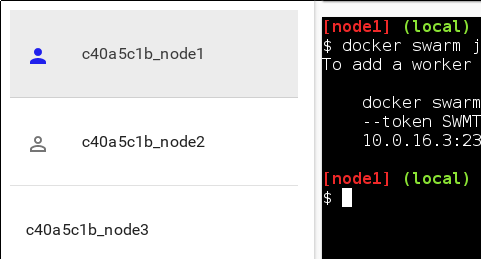 c40a5c1b_node1
c40a5c1b_node2
c40a5c1b_node3
[node1] (local)
$ docker swarm j
To add a worker
docker swarm
--token SWMT
10.0.16.3:23
[node1] (local)
$